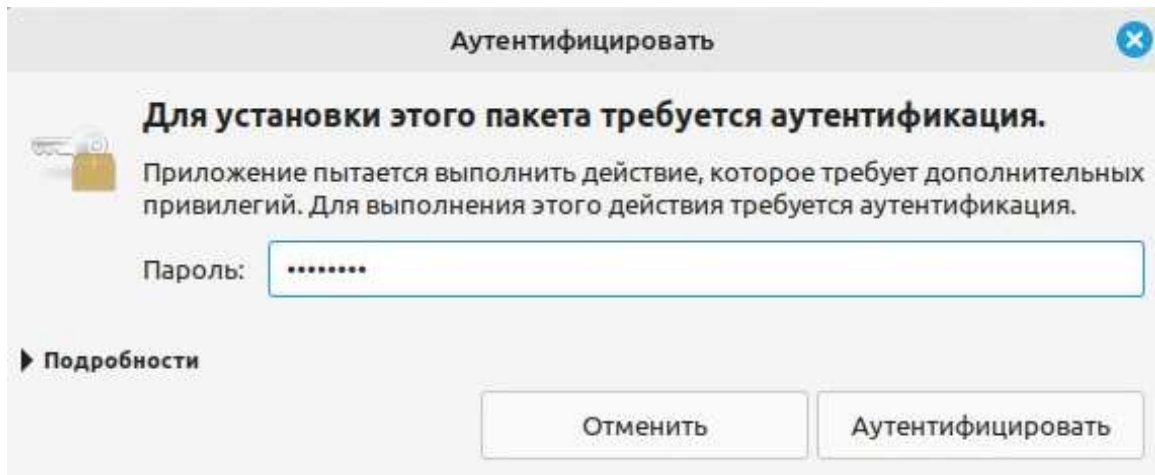 Аутентифицировать
Для установки этого пакета требуется аутентификация.
Приложение пытается выполнить действие, которое требует дополнительных
привилегий. Для выполнения этого действия требуется аутентификация.
Пароль: ••••••••
Подробности
Отменить Аутентифицировать